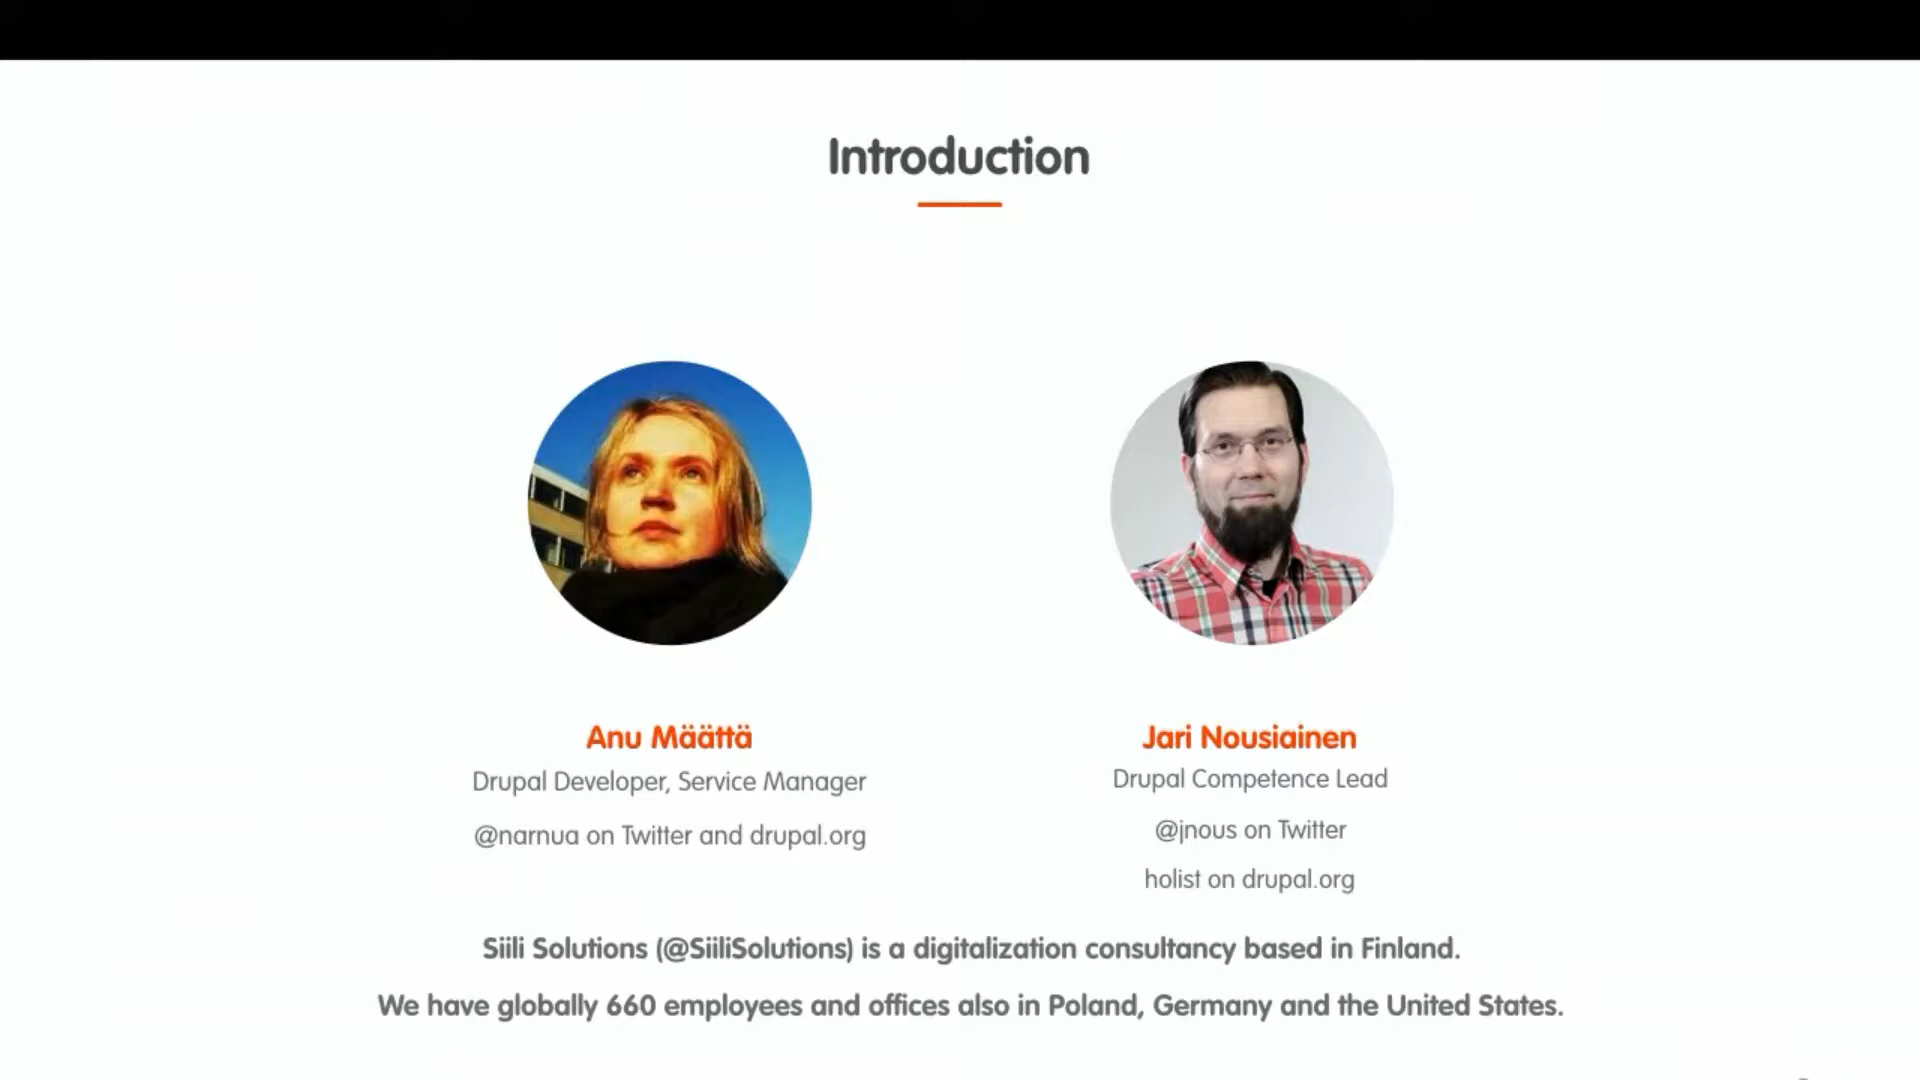 Introduction
Anu Määttä
Drupal Developer, Service Manager
@narnua on Twitter and drupal.org
Jari Nousiainen
Drupal Competence Lead
@jnous on Twitter
holist on drupal.org
Siili Solutions (@SiiliSolutions) is a digitalization consultancy based in Finland.
We have globally 660 employees and offices also in Poland, Germany and the United States.